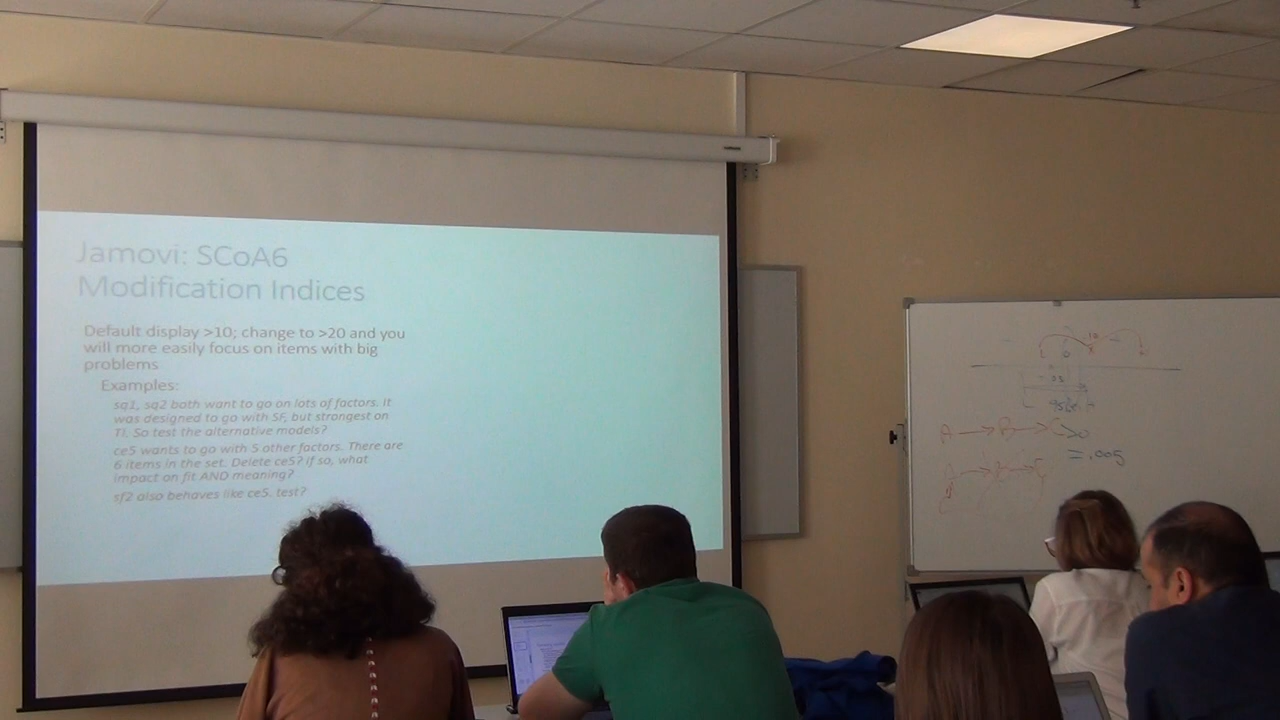 Jamovi: SCoA6
Modification Indices
Default display >10; change to >20 and you
will more easily focus on items with big
problems
Examples:
sq1, sq2 both want to go on lots of factors. It
was designed to go with SF, but strongest on
TI. So test the alternative models?
ce5 wants to go with 5 other factors. There are
6 items in the set. Delete ce5? if so, what
impact on fit AND meaning?
sf2 also behaves like ce5. test?
A → B → C >0
= .005